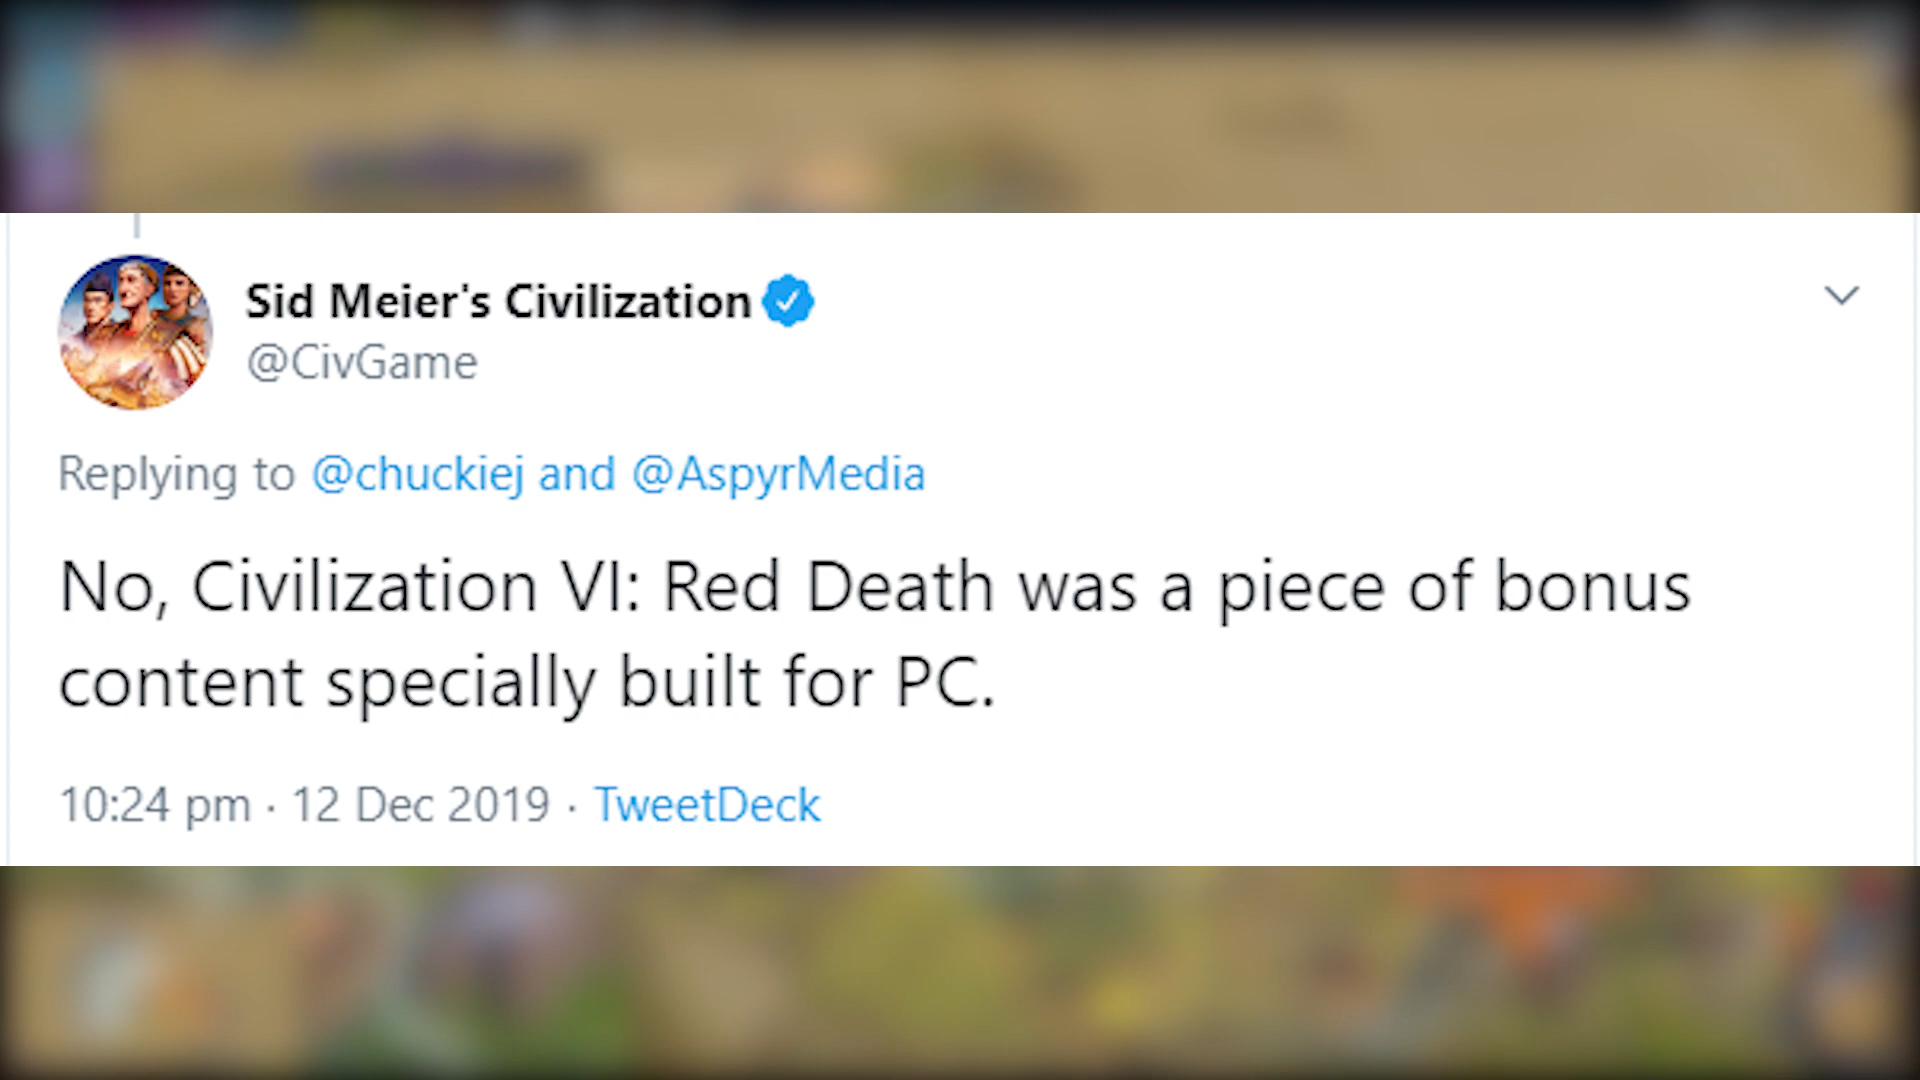 Sid Meier's Civilization
@CivGame
Replying to @chuckiej and @AspyrMedia
No, Civilization VI: Red Death was a piece of bonus
content specially built for PC.
10:24 pm · 12 Dec 2019 · TweetDeck